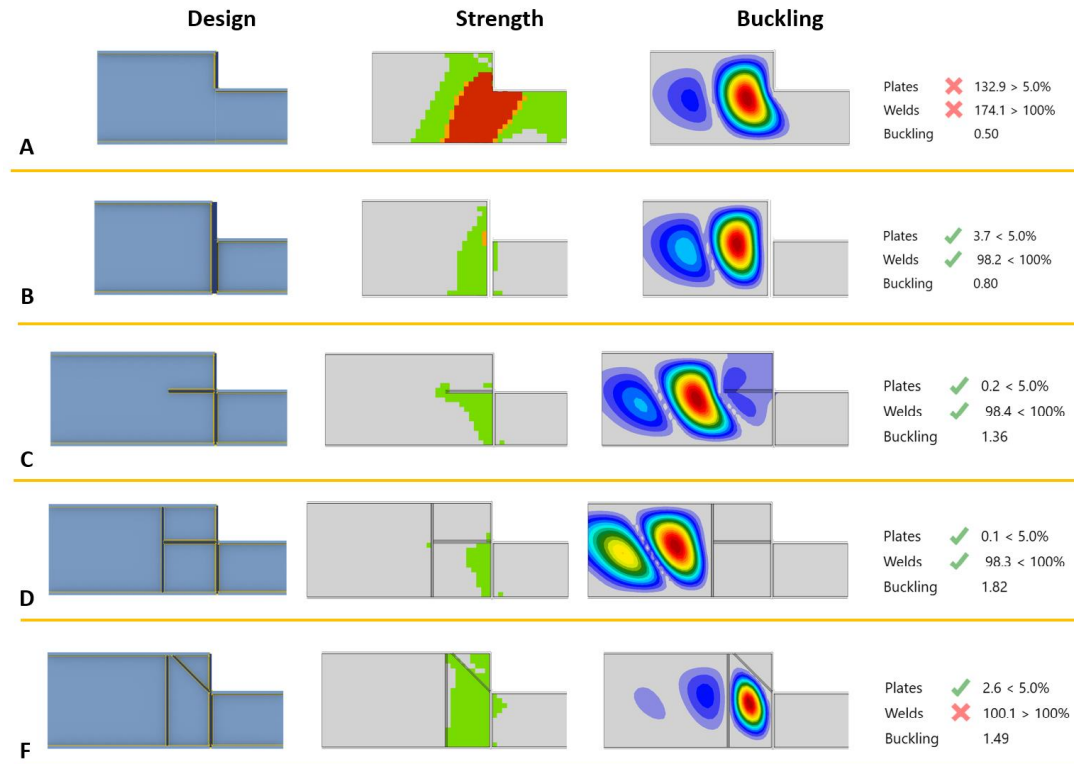 Design Strength Buckling
Plates ❌ 132.9 > 5.0%
Welds ❌ 174.1 > 100%
Buckling 0.50
A
Plates ✓ 3.7 < 5.0%
Welds ✓ 98.2 < 100%
Buckling 0.80
B
Plates ✓ 0.2 < 5.0%
Welds ✓ 98.4 < 100%
Buckling 1.36
C
Plates ✓ 0.1 < 5.0%
Welds ✓ 98.3 < 100%
Buckling 1.82
D
Plates ✓ 2.6 < 5.0%
Welds ❌ 100.1 > 100%
Buckling 1.49
F